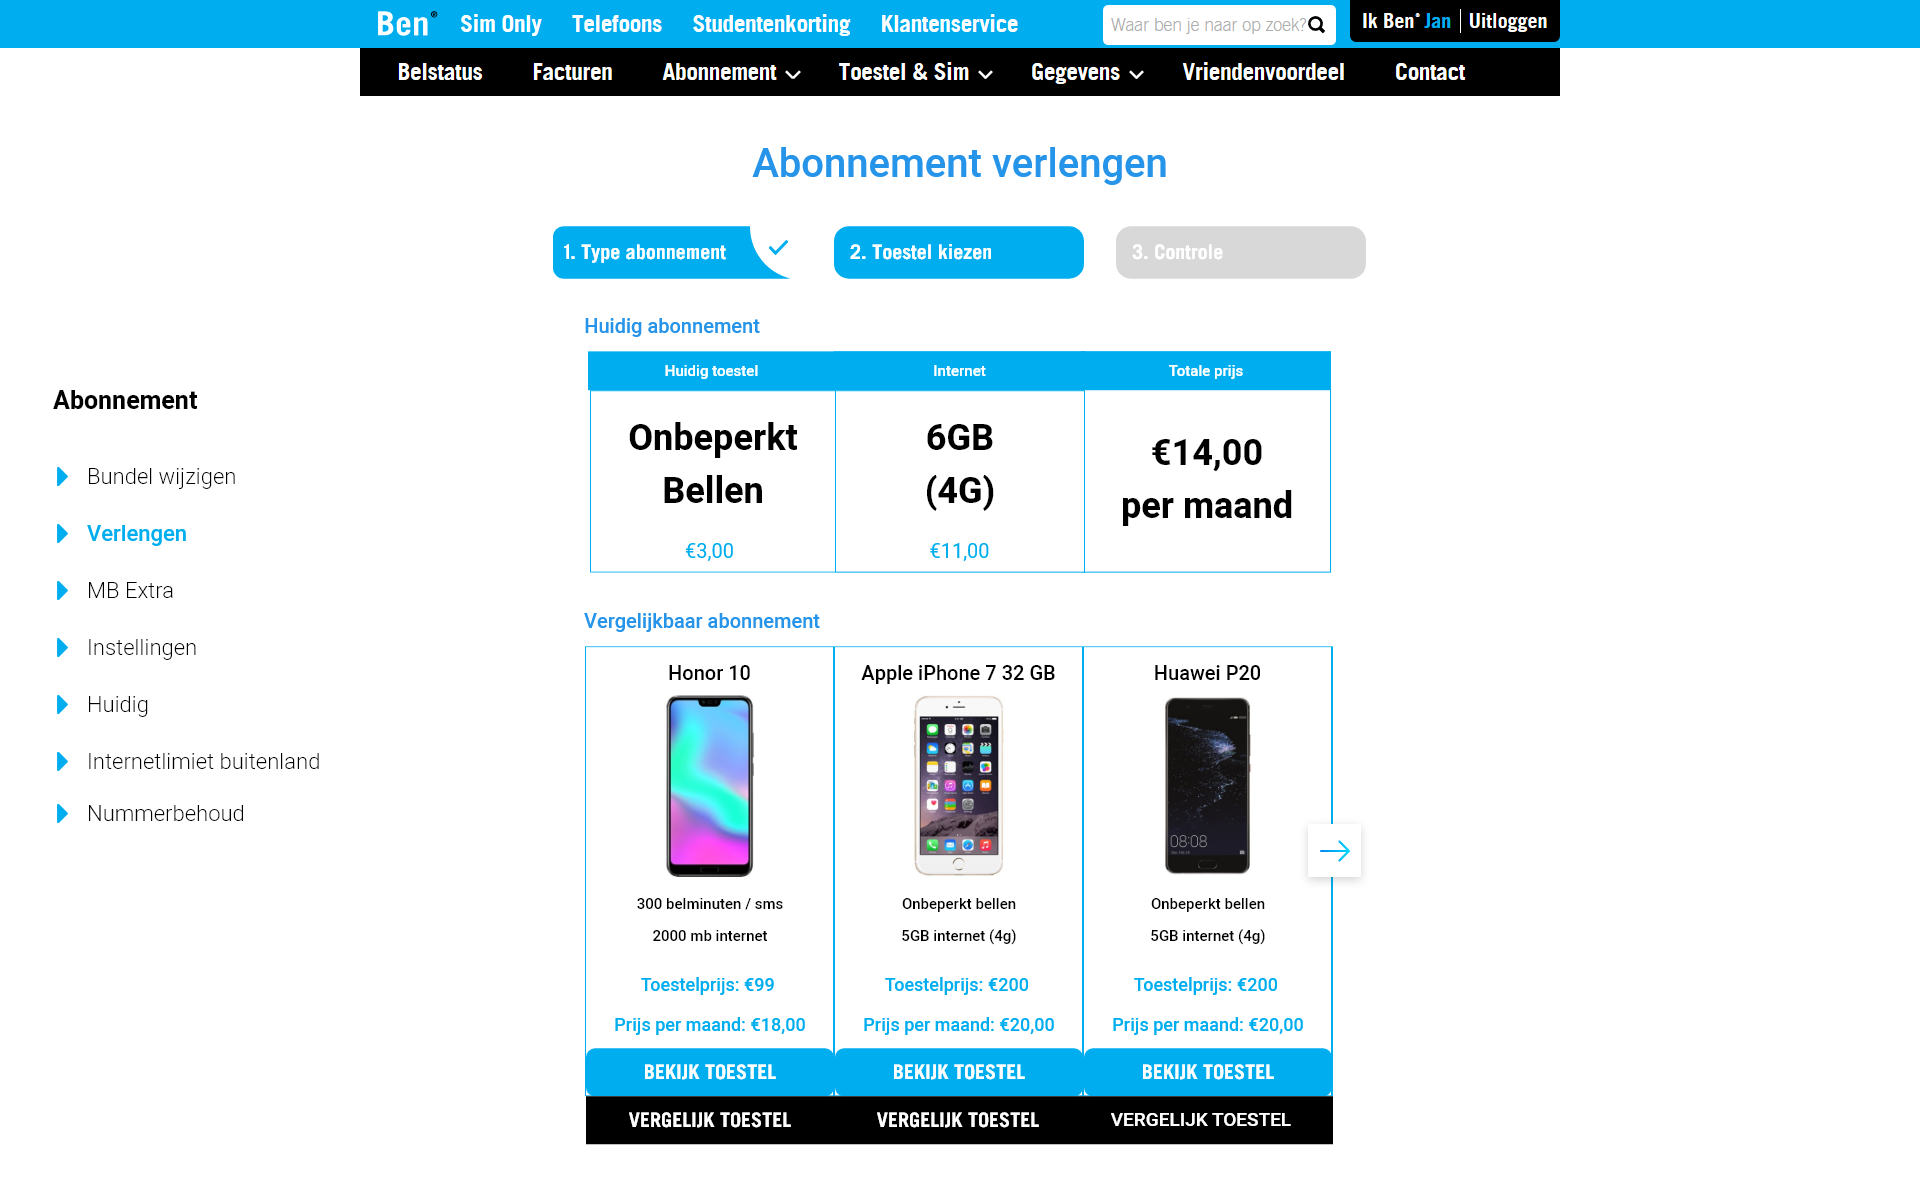 Ben® Sim Only Telefoons Studentenkorting Klantenservice Waar ben je naar op zoek? Ik Ben® Jan Uitloggen
Belstatus Facturen Abonnement Toestel & Sim Gegevens Vriendenvoordeel Contact
Abonnement verlengen
1. Type abonnement 2. Toestel kiezen 3. Controle
Abonnement
Bundel wijzigen
Verlengen
MB Extra
Instellingen
Huidig
Internetlimiet buitenland
Nummerbehoud
Huidig abonnement
Huidig toestel Internet Totale prijs
Onbeperkt
Bellen
€3,00
6GB
(4G)
€11,00
€14,00
per maand
Vergelijkbaar abonnement
Honor 10
300 belminuten / sms
2000 mb internet
Toestelprijs: €99
Prijs per maand: €18,00
BEKIJK TOESTEL
VERGELIJK TOESTEL
Apple iPhone 7 32 GB
Onbeperkt bellen
5GB internet (4g)
Toestelprijs: €200
Prijs per maand: €20,00
BEKIJK TOESTEL
VERGELIJK TOESTEL
Huawei P20
08:08
Onbeperkt bellen
5GB internet (4g)
Toestelprijs: €200
Prijs per maand: €20,00
BEKIJK TOESTEL
VERGELIJK TOESTEL